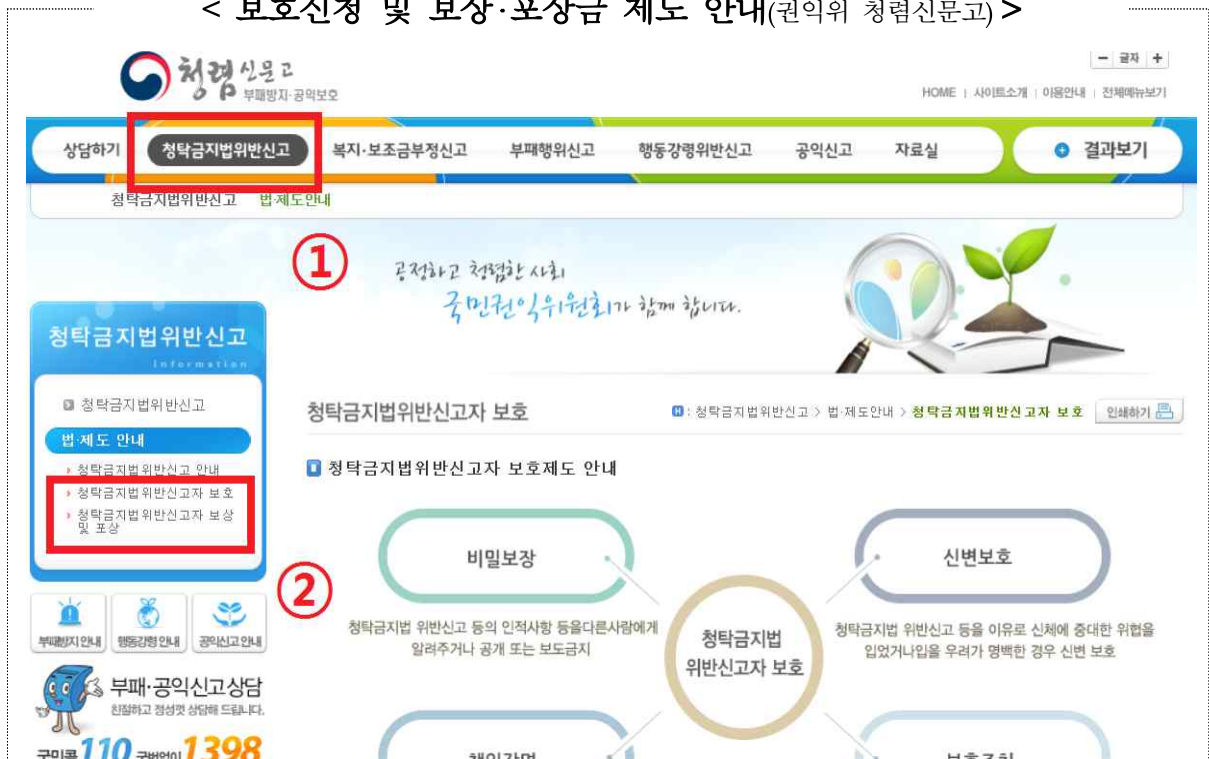 < 보호신청 및 보상·포상금 제도 안내(권익위 청렴신문고) >
청렴신문고
부패방지·공익보호
− 글자 +
HOME | 사이트소개 | 이용안내 | 전체메뉴보기
상담하기 청탁금지법위반신고 복지·보조금부정신고 부패행위신고 행동강령위반신고 공익신고 자료실 결과보기
청탁금지법위반신고 법·제도안내
①
공정하고 청렴한 사회
국민권익위원회가 함께 합니다.
청탁금지법위반신고
Information
청탁금지법위반신고
법·제도 안내
청탁금지법위반신고 안내
청탁금지법위반신고자 보호
청탁금지법위반신고자 보상
및 포상
②
부패방지안내 행동강령안내 공익신고안내
부패·공익신고상담
친절하고 정성껏 상담해 드립니다.
국민콜 110 국번없이 1398
청탁금지법위반신고자 보호
: 청탁금지법위반신고 > 법·제도안내 > 청탁금지법위반신고자 보호 인쇄하기
청탁금지법위반신고자 보호제도 안내
비밀보장
청탁금지법 위반신고 등의 인적사항 등을다른사람에게
알려주거나 공개 또는 보도금지
신변보호
청탁금지법 위반신고 등을 이유로 신체에 중대한 위협을
입었거나입을 우려가 명백한 경우 신변 보호
청탁금지법
위반신고자 보호
책임감면
보호조치